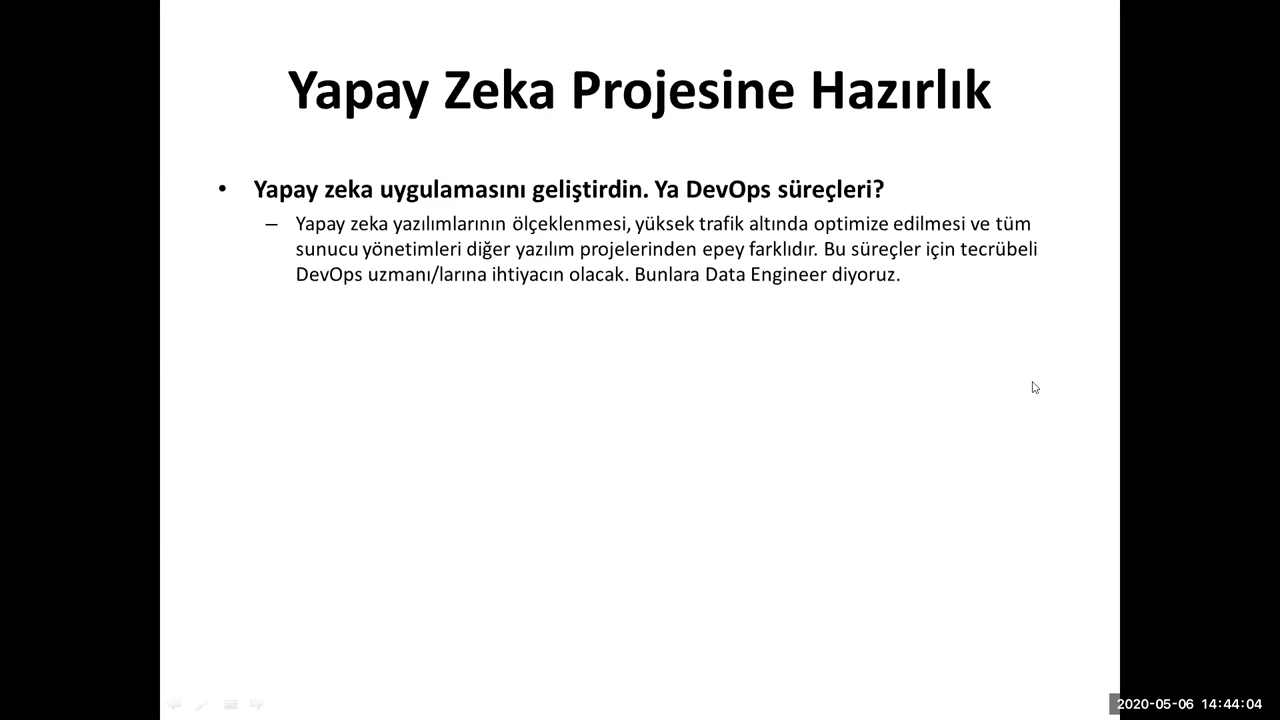 Yapay Zeka Projesine Hazırlık
• Yapay zeka uygulamasını geliştirdin. Ya DevOps süreçleri?
– Yapay zeka yazılımlarının ölçeklenmesi, yüksek trafik altında optimize edilmesi ve tüm
sunucu yönetimleri diğer yazılım projelerinden epey farklıdır. Bu süreçler için tecrübeli
DevOps uzmanı/larına ihtiyacın olacak. Bunlara Data Engineer diyoruz.
2020-05-06 14:44:04